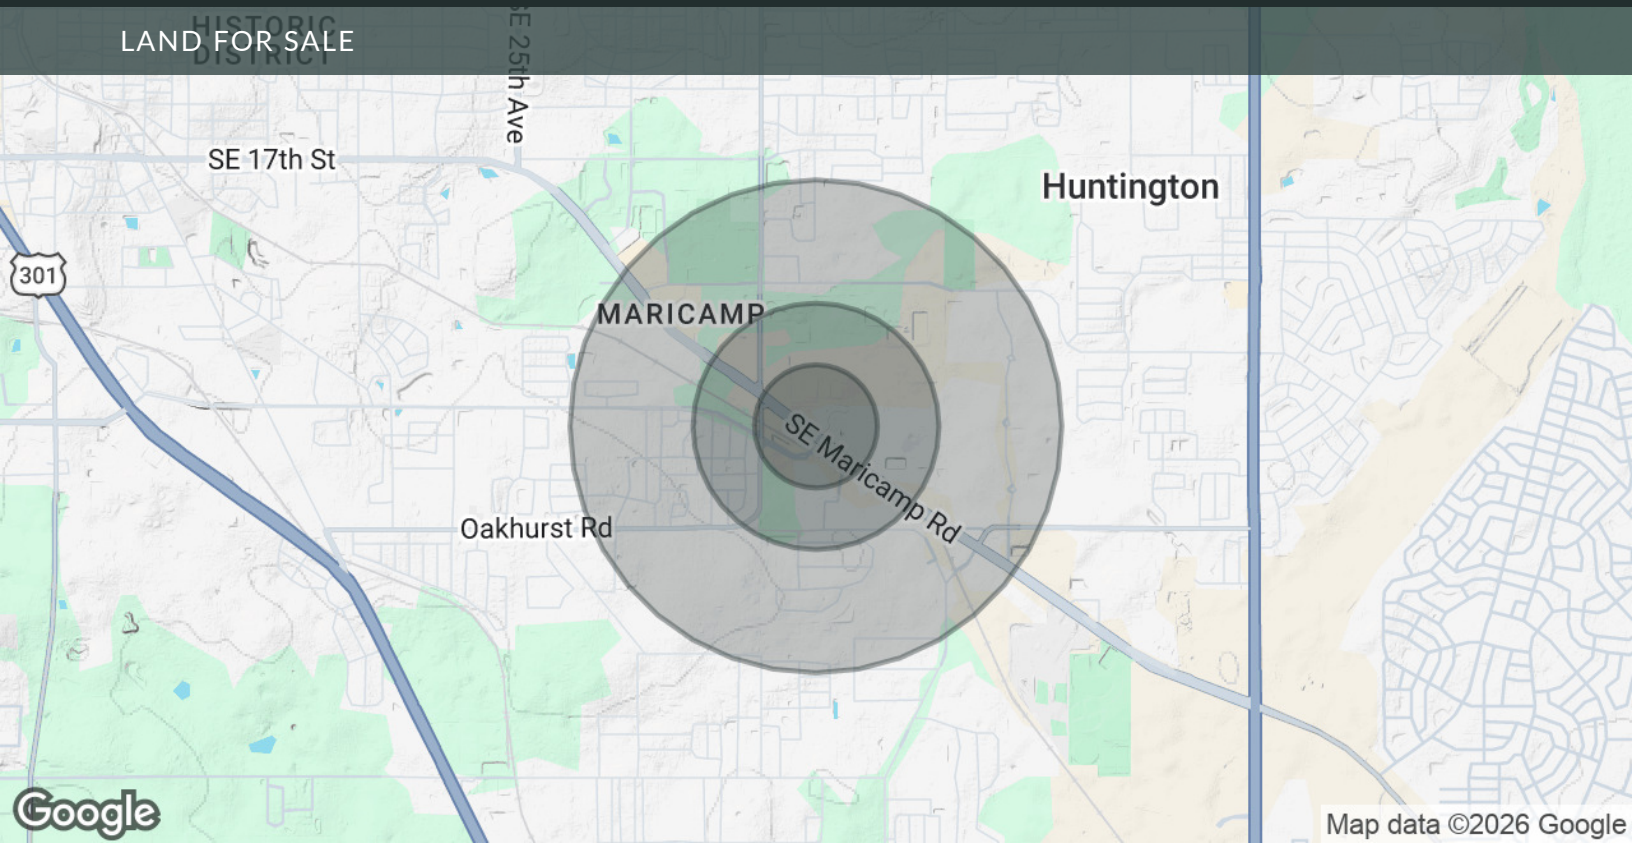 HISTORIC
DISTRICT
LAND FOR SALE
SE 25th Ave
SE 17th St
Huntington
301
MARICAMP
SE Maricamp Rd
Oakhurst Rd
Google
Map data ©2026 Google